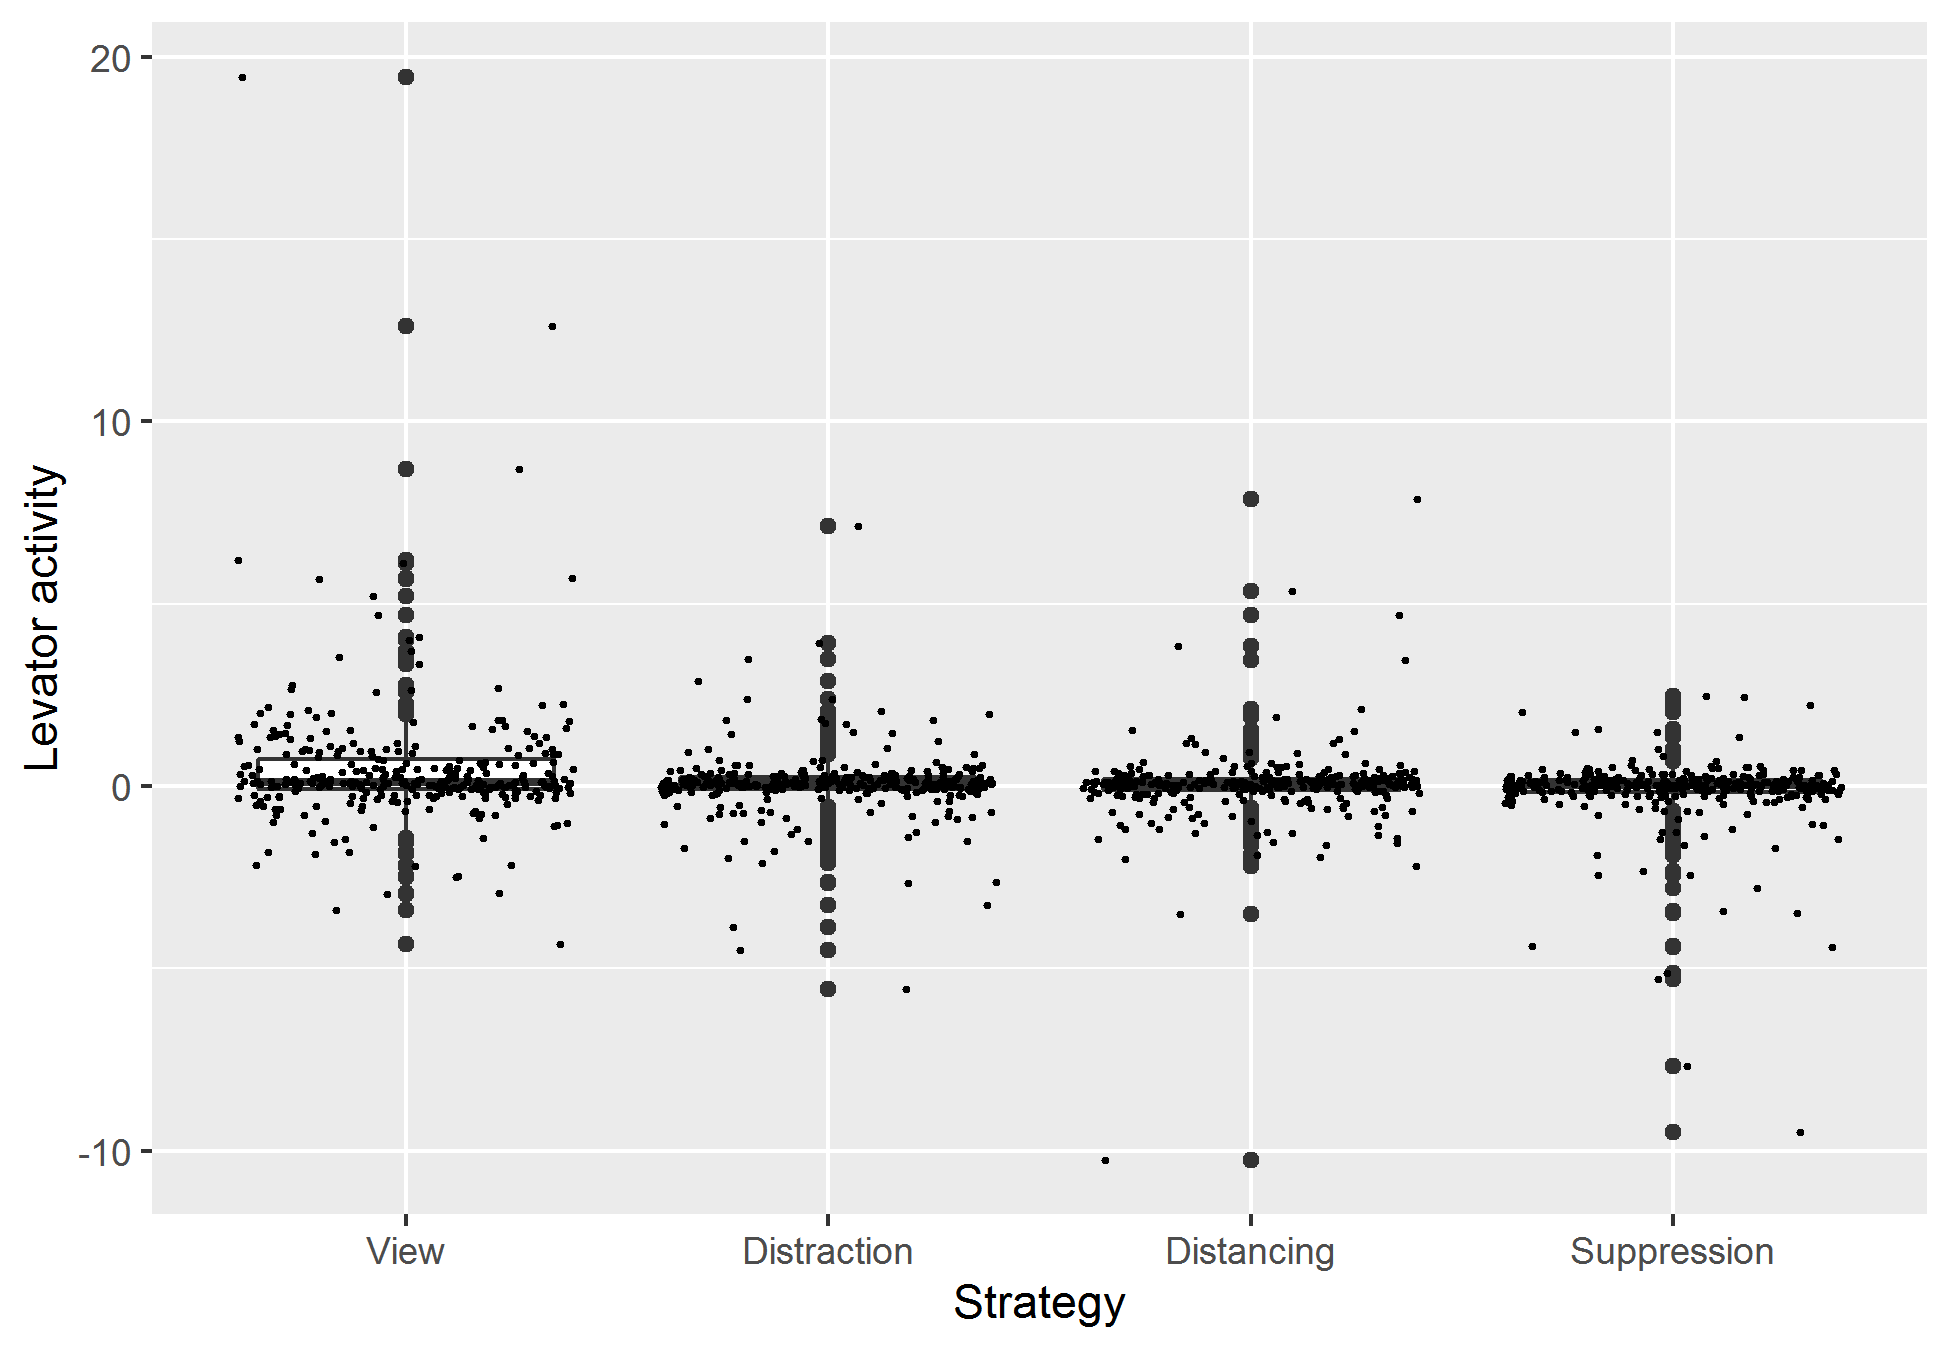 20
10
0
-10
Levator activity
View
Distraction
Distancing
Suppression
Strategy